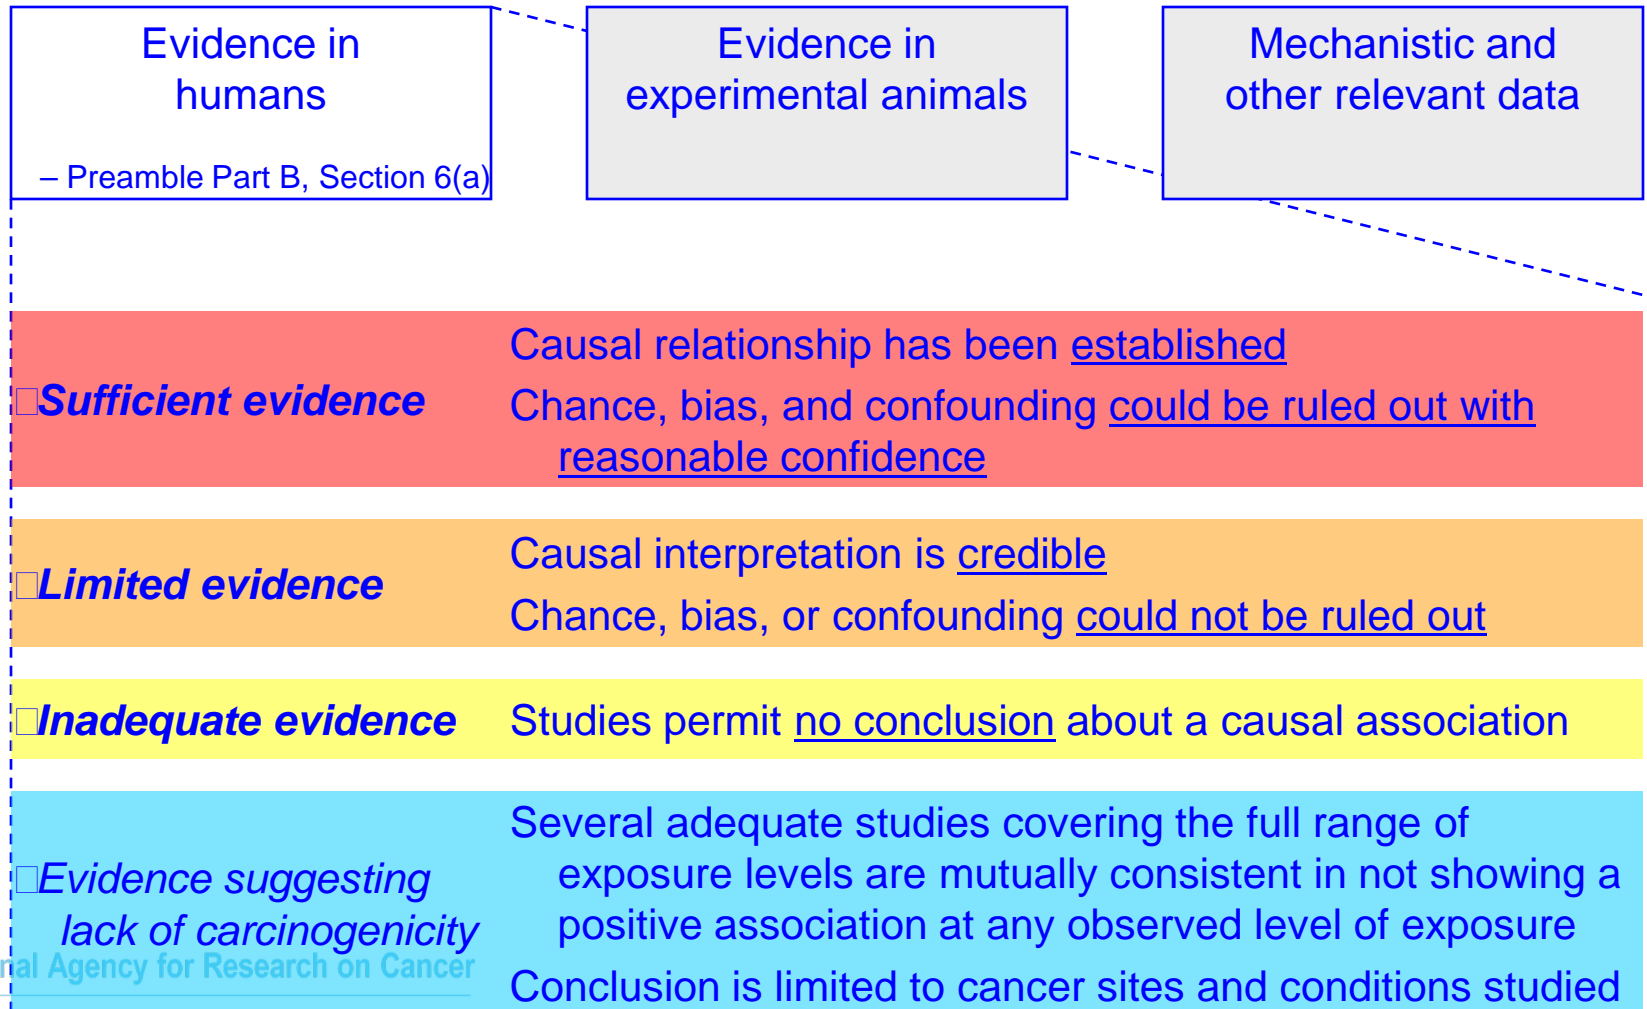 Evidence in
humans
– Preamble Part B, Section 6(a)
Evidence in
experimental animals
Mechanistic and
other relevant data
Sufficient evidence
Causal relationship has been established
Chance, bias, and confounding could be ruled out with
reasonable confidence
Limited evidence
Causal interpretation is credible
Chance, bias, or confounding could not be ruled out
Inadequate evidence
Studies permit no conclusion about a causal association
Evidence suggesting
lack of carcinogenicity
Several adequate studies covering the full range of
exposure levels are mutually consistent in not showing a
positive association at any observed level of exposure
Conclusion is limited to cancer sites and conditions studied
nal Agency for Research on Cancer